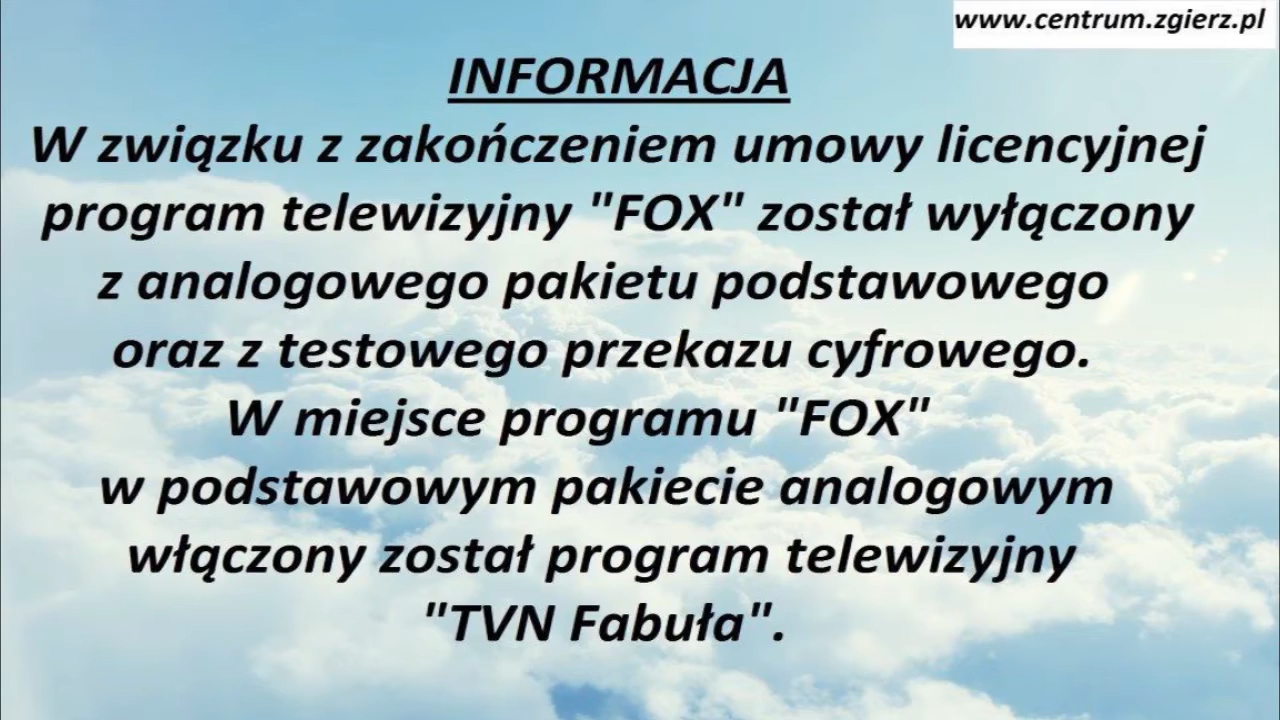 www.centrum.zgierz.pl
INFORMACJA
W związku z zakończeniem umowy licencyjnej
program telewizyjny "FOX" został wyłączony
z analogowego pakietu podstawowego
oraz z testowego przekazu cyfrowego.
W miejsce programu "FOX"
w podstawowym pakiecie analogowym
włączony został program telewizyjny
"TVN Fabuła".